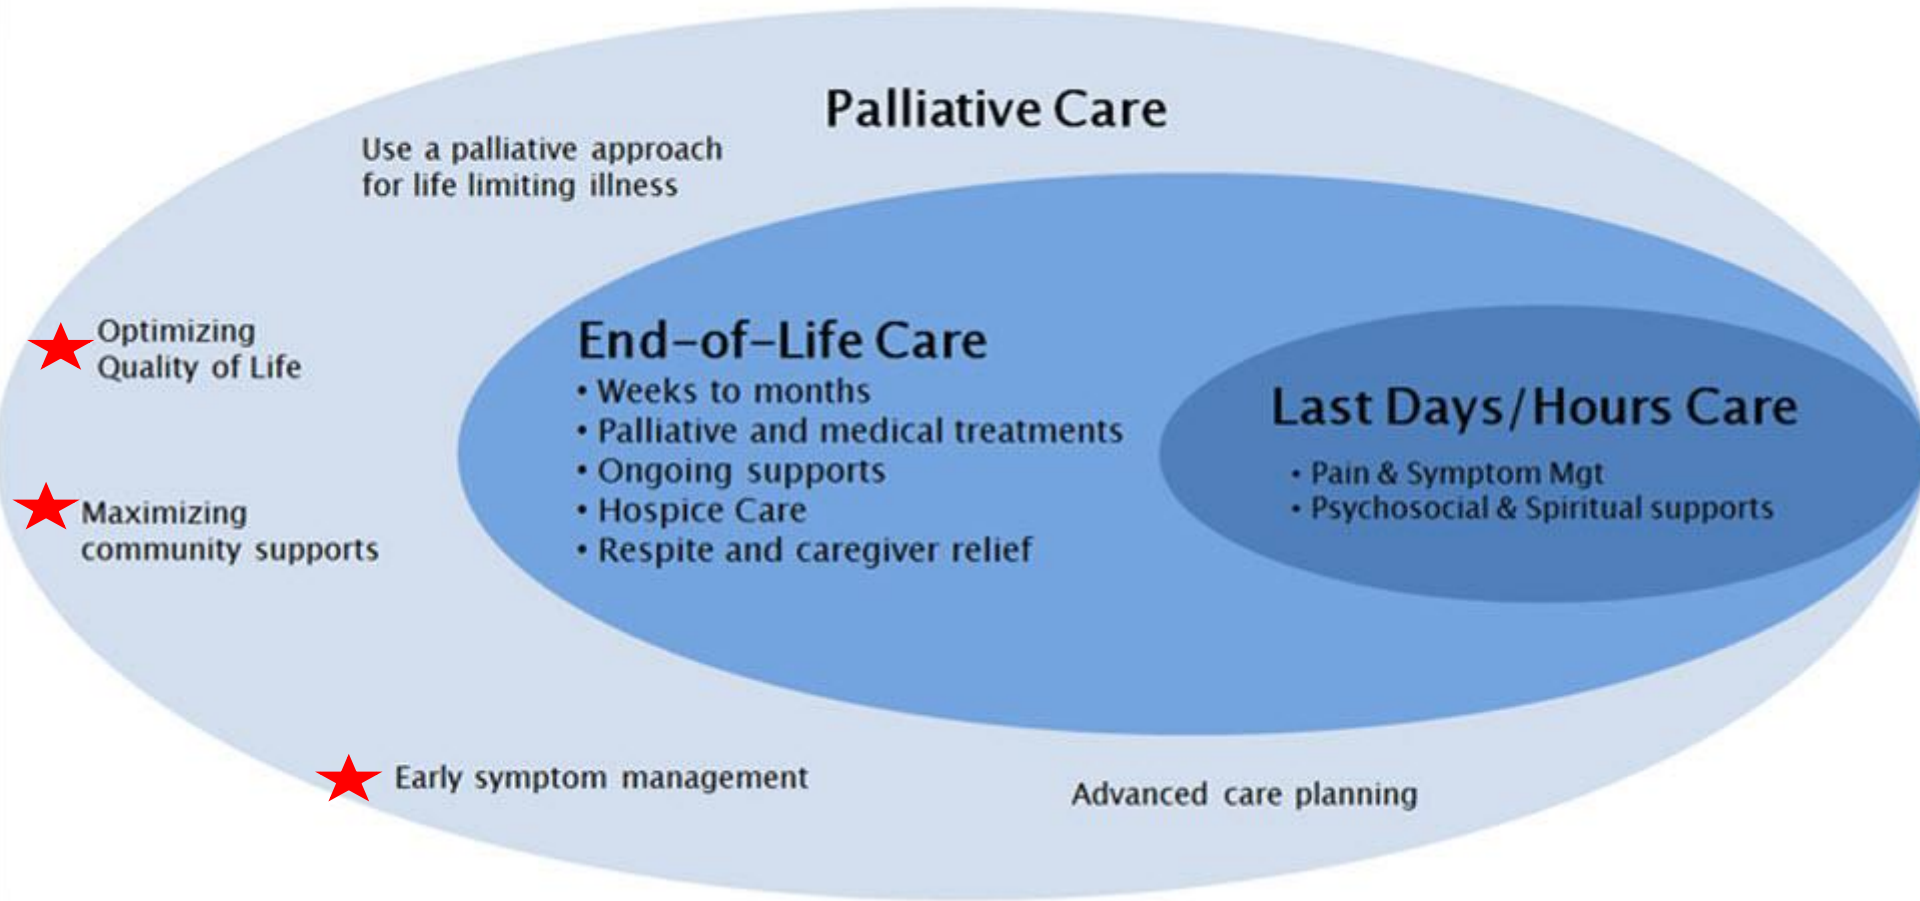 Palliative Care
Use a palliative approach
for life limiting illness
Optimizing
Quality of Life
Maximizing
community supports
End-of-Life Care
• Weeks to months
• Palliative and medical treatments
• Ongoing supports
• Hospice Care
• Respite and caregiver relief
Last Days/Hours Care
• Pain & Symptom Mgt
• Psychosocial & Spiritual supports
Early symptom management
Advanced care planning